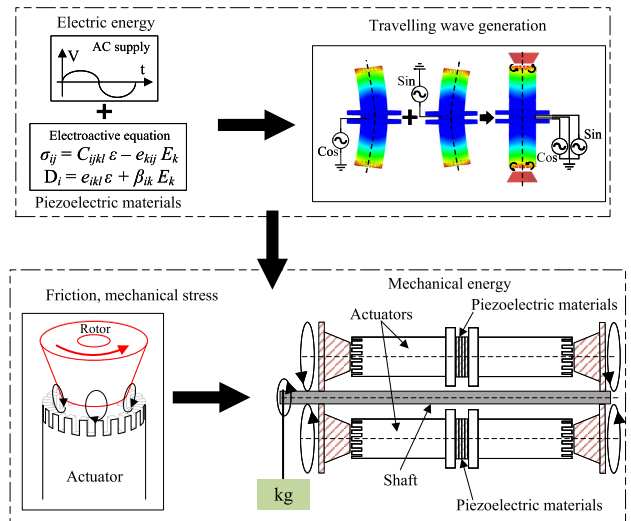 Electric energy
AC supply
V
t
+
Electroactive equation
σij = Cijkl ε − ekij Ek
Di = eikl ε + βik Ek
Piezoelectric materials
Travelling wave generation
Sin
Cos
+
Sin
Cos
Friction, mechanical stress
Rotor
Actuator
Mechanical energy
Piezoelectric materials
Actuators
Actuators
Shaft
kg
Piezoelectric materials